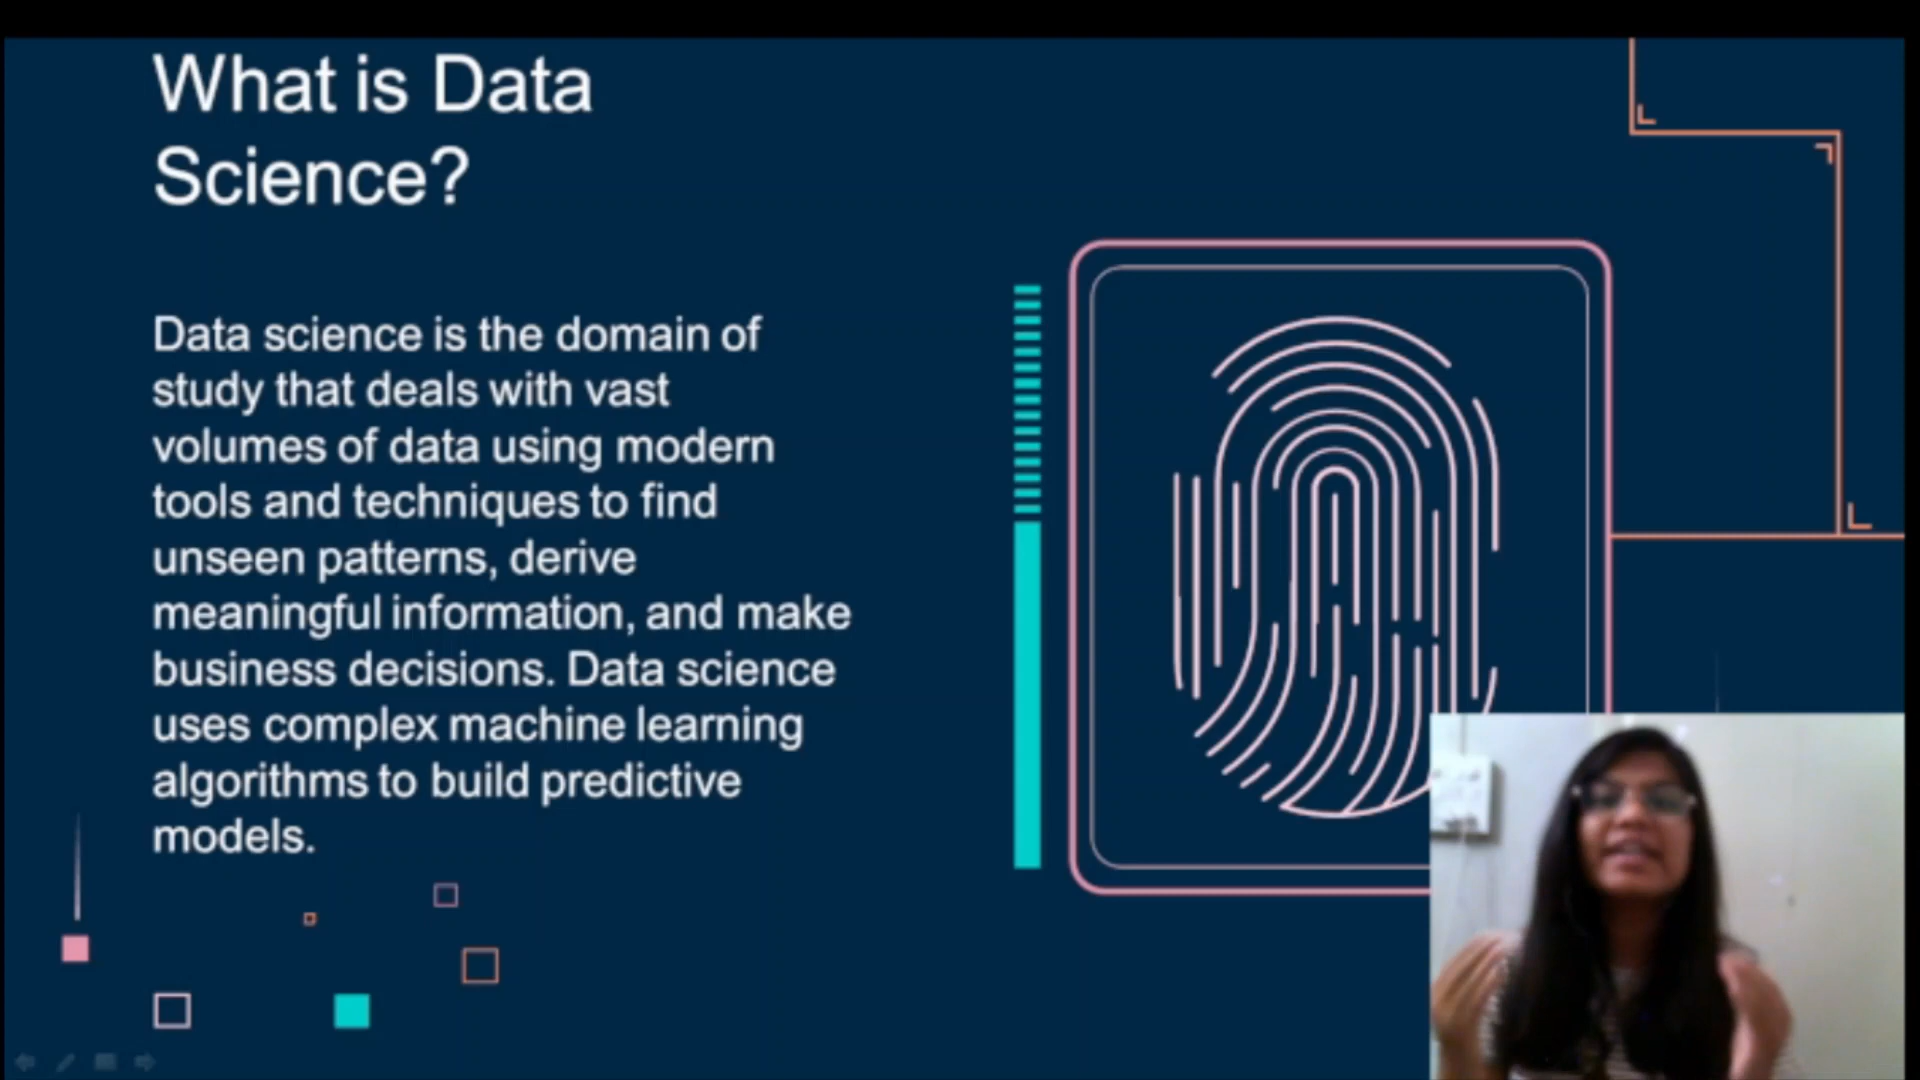 What is Data
Science?
Data science is the domain of
study that deals with vast
volumes of data using modern
tools and techniques to find
unseen patterns, derive
meaningful information, and make
business decisions. Data science
uses complex machine learning
algorithms to build predictive
models.